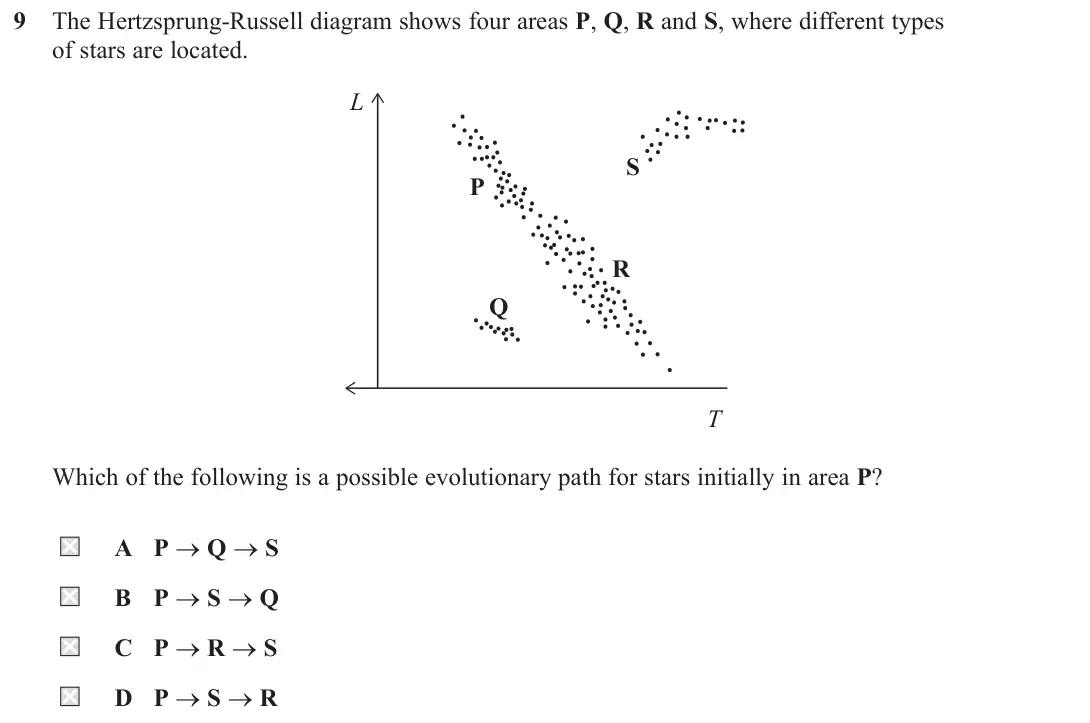 9 The Hertzsprung-Russell diagram shows four areas P, Q, R and S, where different types
of stars are located.
L
S
P
R
Q
T
Which of the following is a possible evolutionary path for stars initially in area P?
A P → Q → S
B P → S → Q
C P → R → S
D P → S → R